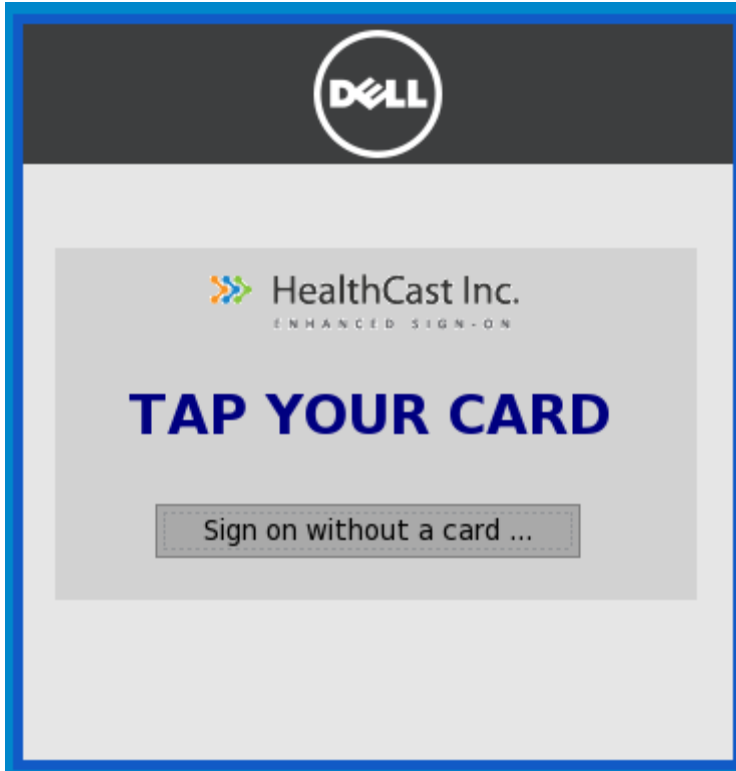 DELL
HealthCast Inc.
ENHANCED SIGN-ON
TAP YOUR CARD
Sign on without a card ...